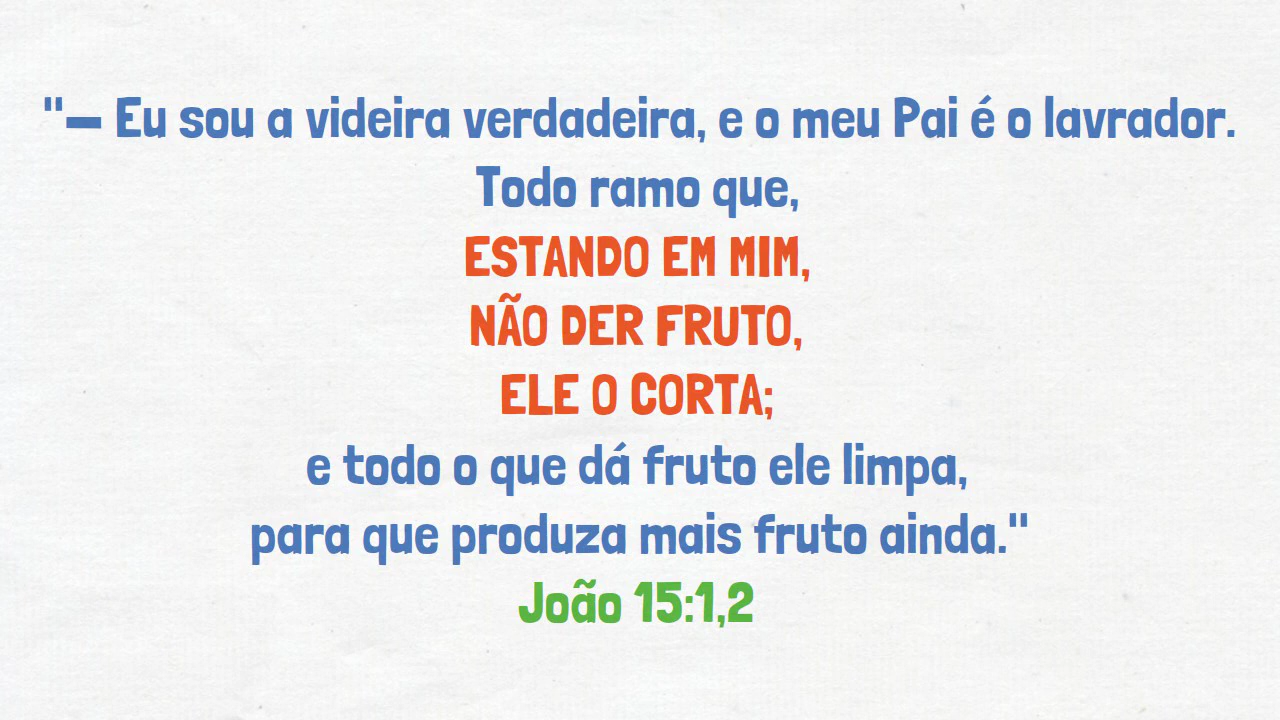 "— Eu sou a videira verdadeira, e o meu Pai é o lavrador.
Todo ramo que,
ESTANDO EM MIM,
NÃO DER FRUTO,
ELE O CORTA;
e todo o que dá fruto ele limpa,
para que produza mais fruto ainda."
João 15:1,2